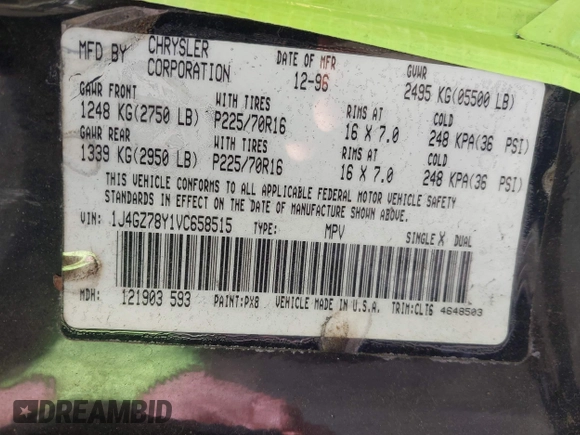 MFD BY CHRYSLER CORPORATION DATE OF MFR 12-96 GVWR 2495 KG(05500 LB)
GAWR FRONT WITH TIRES RIMS AT COLD
1248 KG(2750 LB) P225/70R16 16 X 7.0 248 KPA(36 PSI)
GAWR REAR WITH TIRES RIMS AT COLD
1339 KG(2950 LB) P225/70R16 16 X 7.0 248 KPA(36 PSI)
THIS VEHICLE CONFORMS TO ALL APPLICABLE FEDERAL MOTOR VEHICLE SAFETY
STANDARDS IN EFFECT ON THE DATE OF MANUFACTURE SHOWN ABOVE.
VIN: 1J4GZ78Y1VC658515 TYPE: MPV SINGLE X DUAL
MDH: 121903 593 PAINT:PX8 VEHICLE MADE IN U.S.A. TRIM:CLT6 4648503
DREAMBID